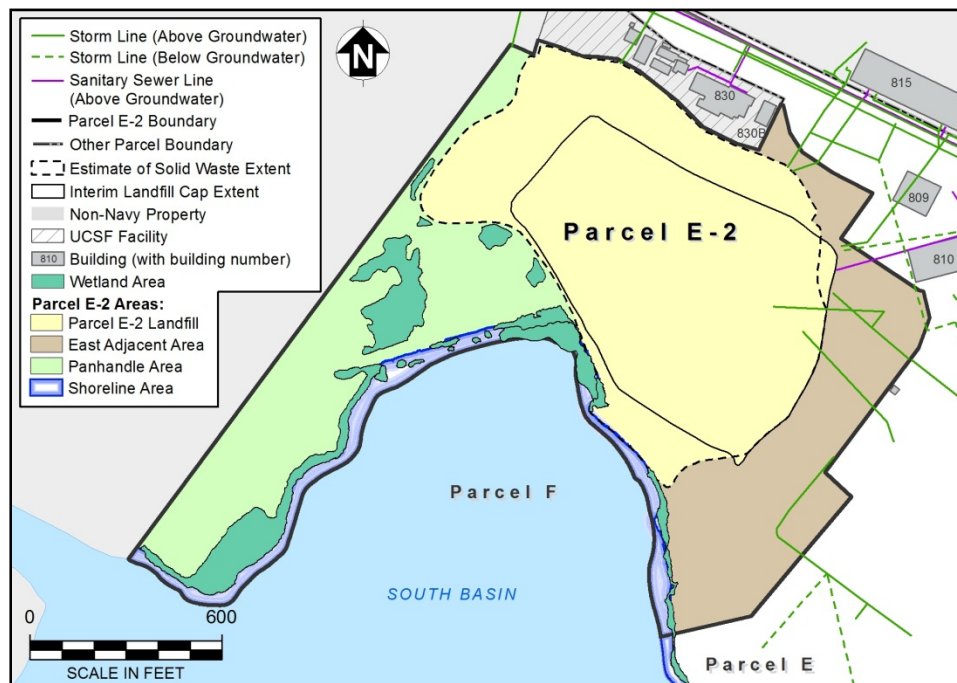 Storm Line (Above Groundwater)
Storm Line (Below Groundwater)
Sanitary Sewer Line
(Above Groundwater)
Parcel E-2 Boundary
Other Parcel Boundary
Estimate of Solid Waste Extent
Interim Landfill Cap Extent
Non-Navy Property
UCSF Facility
810 Building (with building number)
Wetland Area
Parcel E-2 Areas:
Parcel E-2 Landfill
East Adjacent Area
Panhandle Area
Shoreline Area
N
830
830B
815
809
810
Parcel E-2
Parcel F
SOUTH BASIN
Parcel E
0 600
SCALE IN FEET